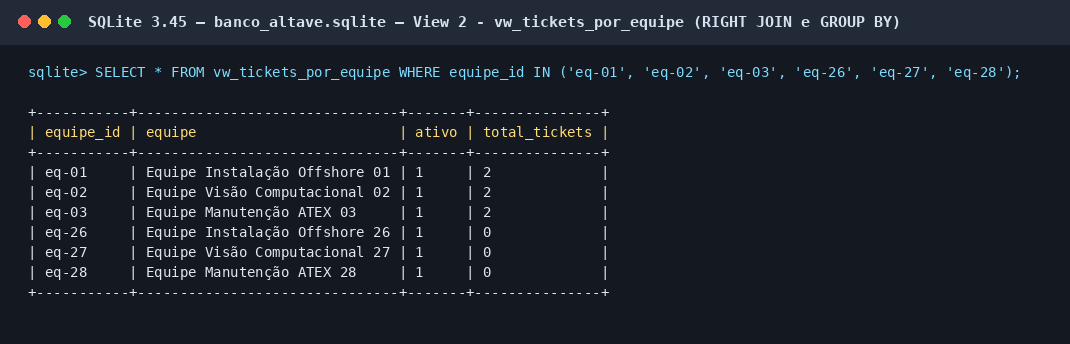 SQLite 3.45 — banco_altave.sqlite — View 2 - vw_tickets_por_equipe (RIGHT JOIN e GROUP BY)
sqlite> SELECT * FROM vw_tickets_por_equipe WHERE equipe_id IN ('eq-01', 'eq-02', 'eq-03', 'eq-26', 'eq-27', 'eq-28');
+-----------+-------------------------------+-------+---------------+
| equipe_id | equipe                        | ativo | total_tickets |
+-----------+-------------------------------+-------+---------------+
| eq-01     | Equipe Instalação Offshore 01 | 1     | 2             |
| eq-02     | Equipe Visão Computacional 02 | 1     | 2             |
| eq-03     | Equipe Manutenção ATEX 03     | 1     | 2             |
| eq-26     | Equipe Instalação Offshore 26 | 1     | 0             |
| eq-27     | Equipe Visão Computacional 27 | 1     | 0             |
| eq-28     | Equipe Manutenção ATEX 28     | 1     | 0             |
+-----------+-------------------------------+-------+---------------+